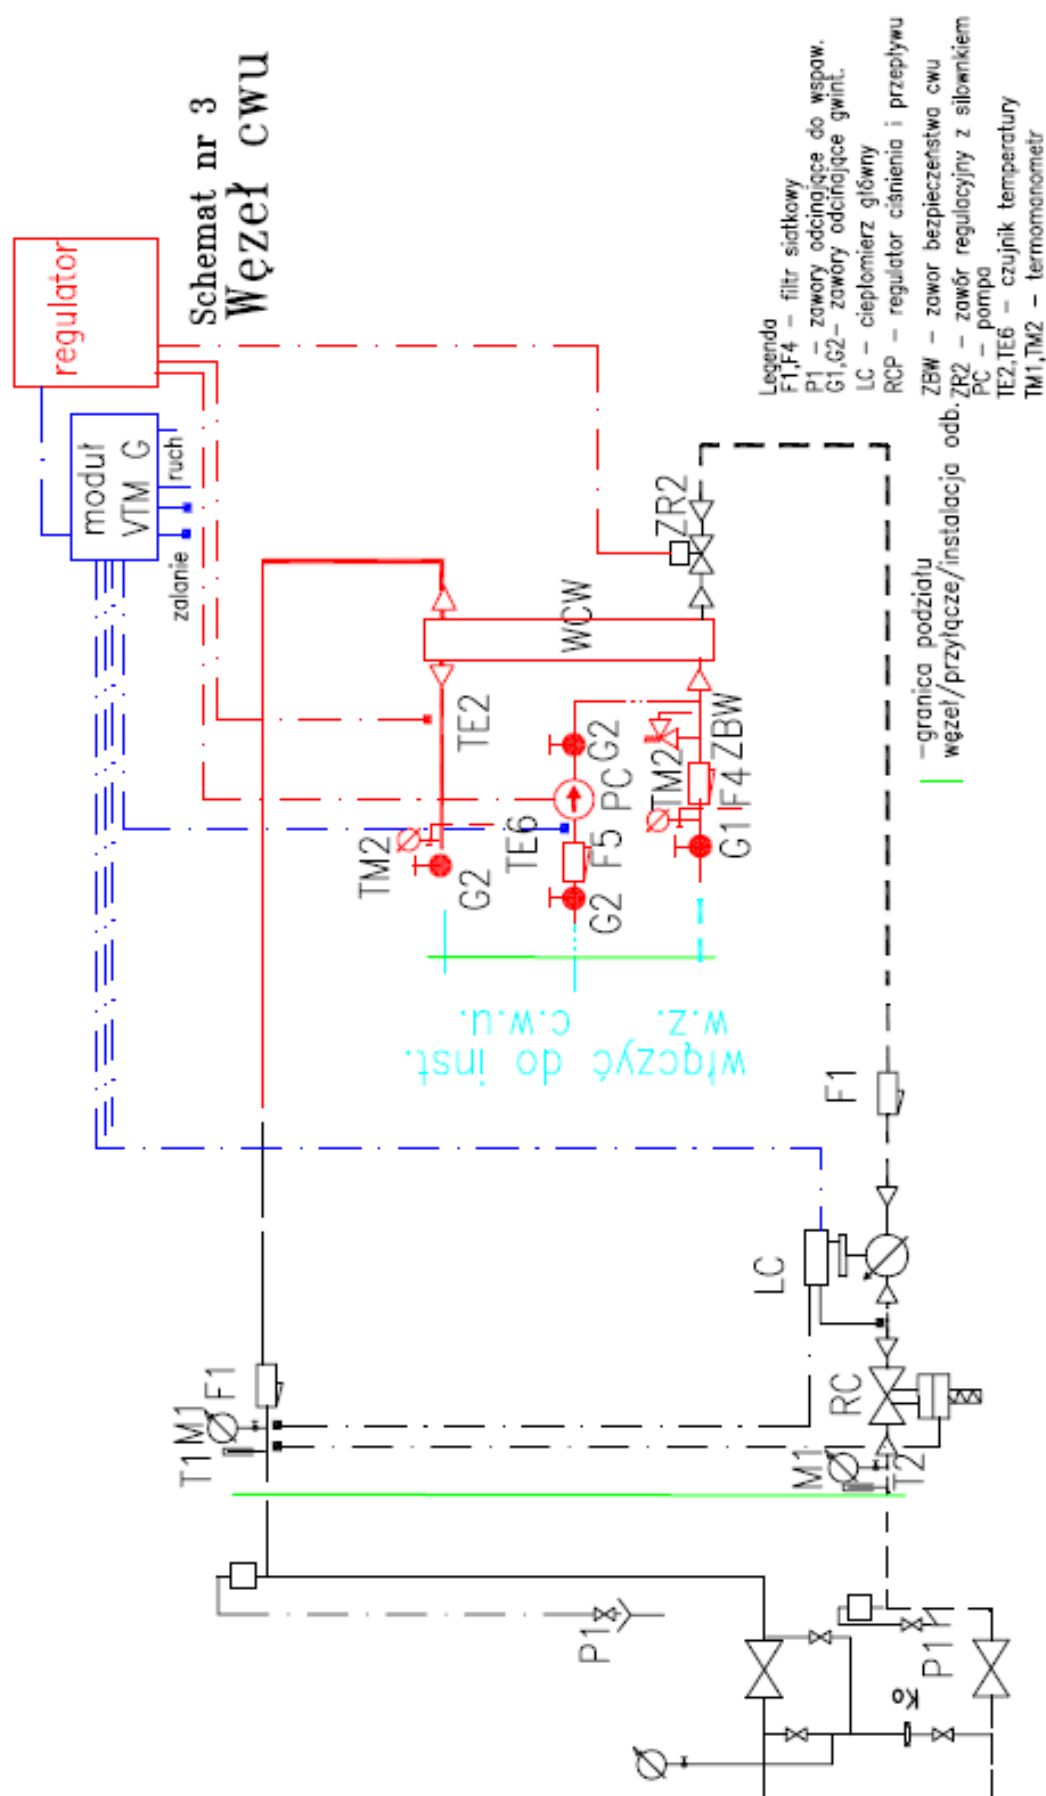 Schemat nr 3
Węzeł cwu
regulator
moduł
VTM G
zalanie
ruch
TE2
TM2
G2
TE6
G2
PC
F5
G2
WCW
ZR2
ZBW
TM2
F4
G1
włączyć do inst.
c.w.u.
w.z.
F1
LC
RC
M1
T2
F1
M1
T1
P1
P1
Ko
Legenda
F1,F4 – filtr siatkowy
P1 – zawory odcinające do wspaw.
G1,G2– zawory odcinające gwint.
LC – ciepłomierz główny
RCP – regulator ciśnienia i przepływu
ZBW – zawor bezpieczeństwa cwu
ZR2 – zawór regulacyjny z siłownkiem
PC – pompa
TE2,TE6 – czujnik temperatury
TM1,TM2 – termomanometr
–granica podziału
węzeł/przyłącze/instalacja odb.